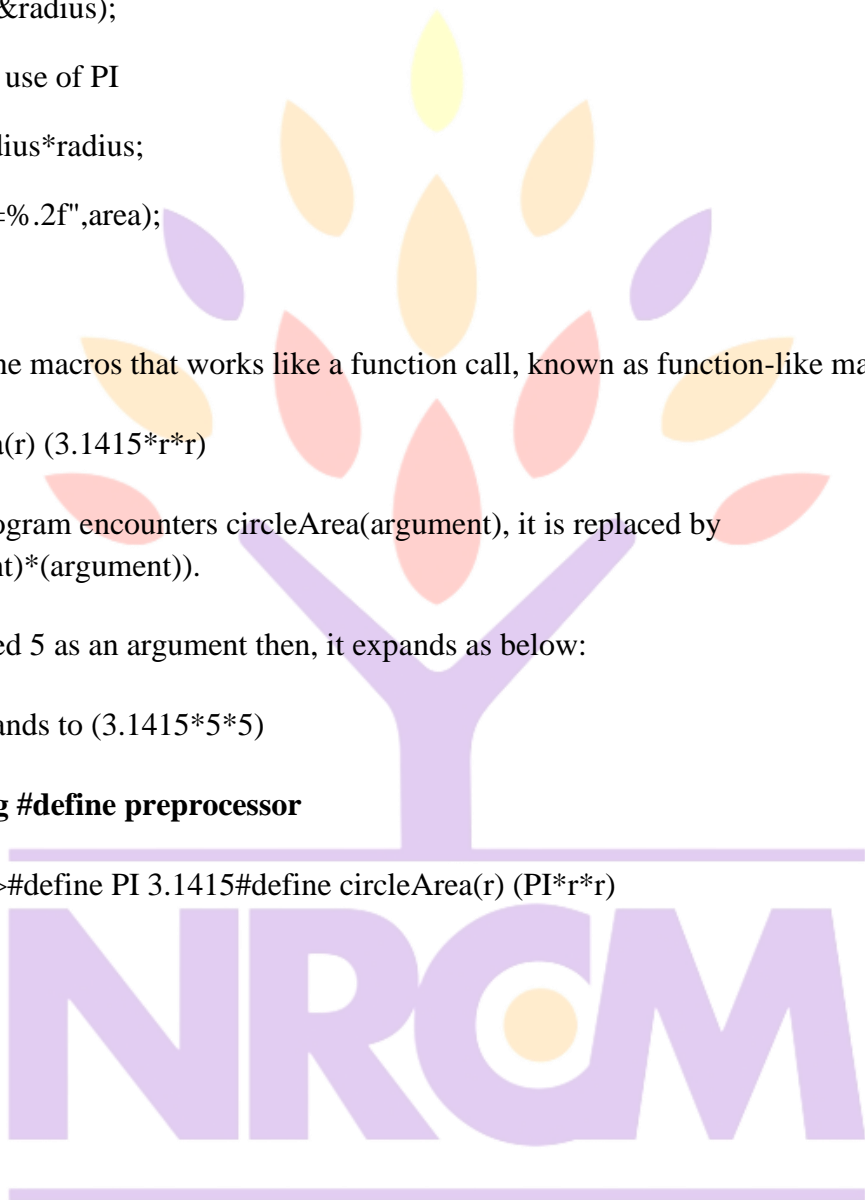 &radius);
use of PI
dius*radius;
=%.2f",area);
ne macros that works like a function call, known as function-like ma
a(r) (3.1415*r*r)
ogram encounters circleArea(argument), it is replaced by
nt)*(argument)).
ed 5 as an argument then, it expands as below:
ands to (3.1415*5*5)
g #define preprocessor
>#define PI 3.1415#define circleArea(r) (PI*r*r)
NRCM